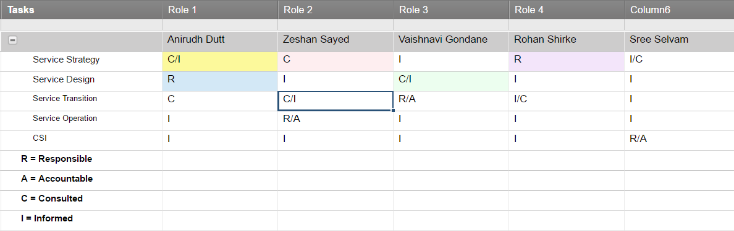 Tasks Role 1 Role 2 Role 3 Role 4 Column6
Anirudh Dutt Zeshan Sayed Vaishnavi Gondane Rohan Shirke Sree Selvam
Service Strategy C/I C I R I/C
Service Design R I C/I I I
Service Transition C C/I R/A I/C I
Service Operation I R/A I I I
CSI I I I I R/A
R = Responsible
A = Accountable
C = Consulted
I = Informed